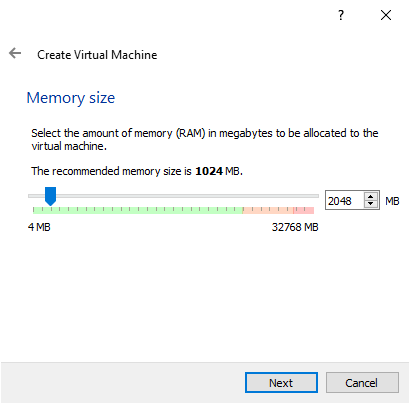 ?
Create Virtual Machine
Memory size
Select the amount of memory (RAM) in megabytes to be allocated to the
virtual machine.
The recommended memory size is 1024 MB.
2048 MB
4 MB 32768 MB
Next Cancel